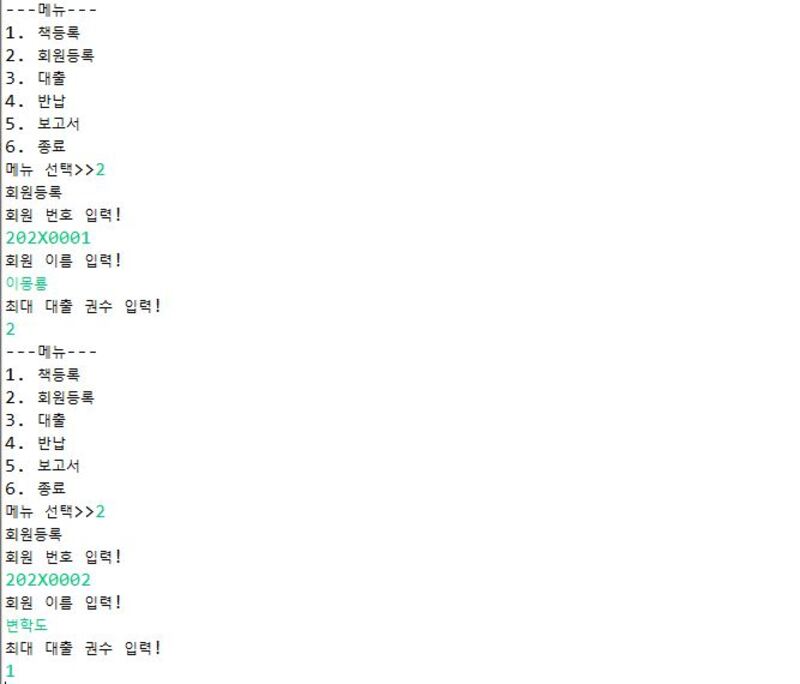 ---메뉴---
1. 책등록
2. 회원등록
3. 대출
4. 반납
5. 보고서
6. 종료
메뉴 선택>>2
회원등록
회원 번호 입력!
202X0001
회원 이름 입력!
이몽룡
최대 대출 권수 입력!
2
---메뉴---
1. 책등록
2. 회원등록
3. 대출
4. 반납
5. 보고서
6. 종료
메뉴 선택>>2
회원등록
회원 번호 입력!
202X0002
회원 이름 입력!
변학도
최대 대출 권수 입력!
1